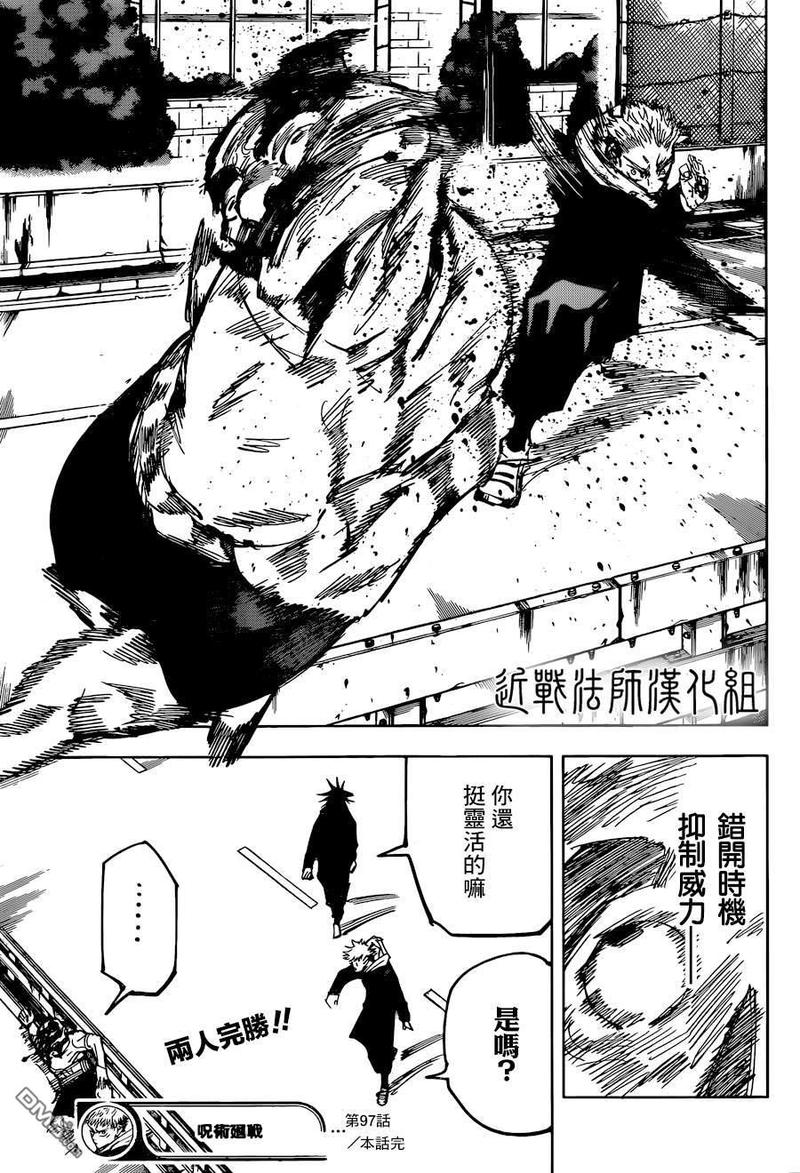 近戰法師漢化組
錯開時機
抑制威力——
你還
挺靈活的嘛
是嗎？
兩人完勝!!
……
呪術廻戦
…
第97話
／本話完